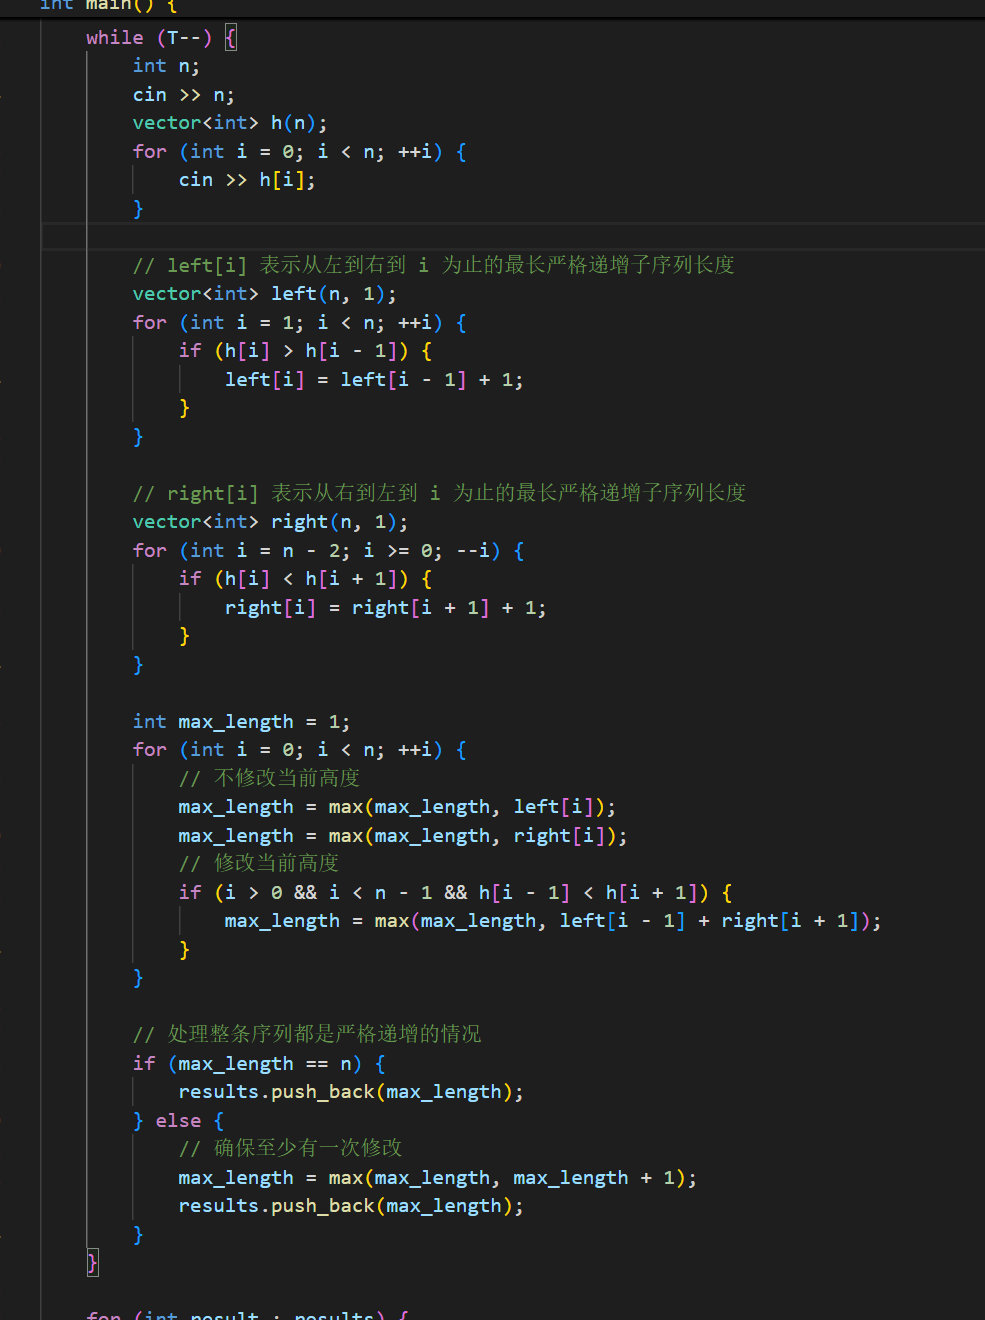 int main() {
while (T--) {
int n;
cin >> n;
vector<int> h(n);
for (int i = 0; i < n; ++i) {
cin >> h[i];
}
// left[i] 表示从左到右到 i 为止的最长严格递增子序列长度
vector<int> left(n, 1);
for (int i = 1; i < n; ++i) {
if (h[i] > h[i - 1]) {
left[i] = left[i - 1] + 1;
}
}
// right[i] 表示从右到左到 i 为止的最长严格递增子序列长度
vector<int> right(n, 1);
for (int i = n - 2; i >= 0; --i) {
if (h[i] < h[i + 1]) {
right[i] = right[i + 1] + 1;
}
}
int max_length = 1;
for (int i = 0; i < n; ++i) {
// 不修改当前高度
max_length = max(max_length, left[i]);
max_length = max(max_length, right[i]);
// 修改当前高度
if (i > 0 && i < n - 1 && h[i - 1] < h[i + 1]) {
max_length = max(max_length, left[i - 1] + right[i + 1]);
}
}
// 处理整条序列都是严格递增的情况
if (max_length == n) {
results.push_back(max_length);
} else {
// 确保至少有一次修改
max_length = max(max_length, max_length + 1);
results.push_back(max_length);
}
}
for (int result : results) {